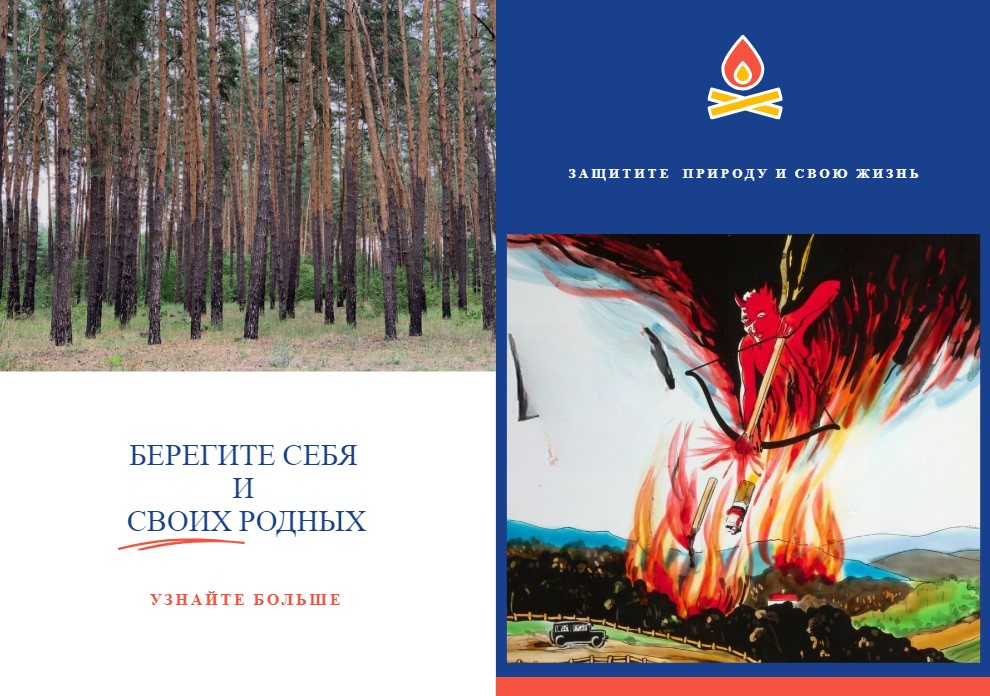 ЗАЩИТИТЕ ПРИРОДУ И СВОЮ ЖИЗНЬ
БЕРЕГИТЕ СЕБЯ
И
СВОИХ РОДНЫХ
УЗНАЙТЕ БОЛЬШЕ